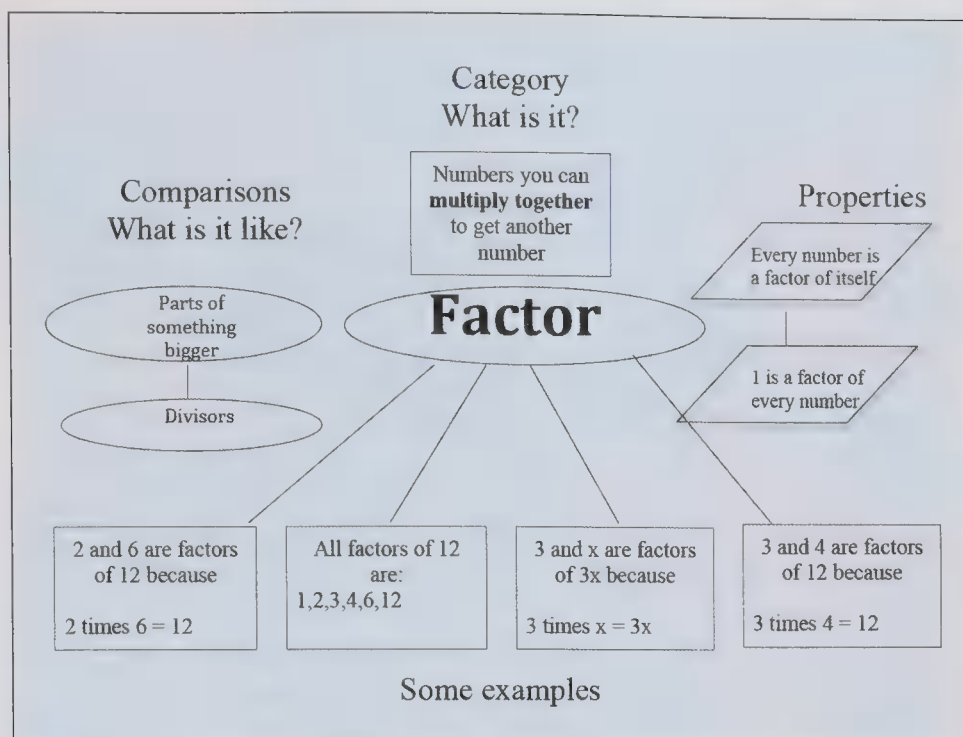 Category
What is it?
Numbers you can
multiply together
to get another
number
Comparisons
What is it like?
Properties
Parts of
something
bigger
Divisors
Factor
Every number is
a factor of itself
1 is a factor of
every number
2 and 6 are factors
of 12 because
2 times 6 = 12
All factors of 12
are:
1,2,3,4,6,12
3 and x are factors
of 3x because
3 times x = 3x
3 and 4 are factors
of 12 because
3 times 4 = 12
Some examples